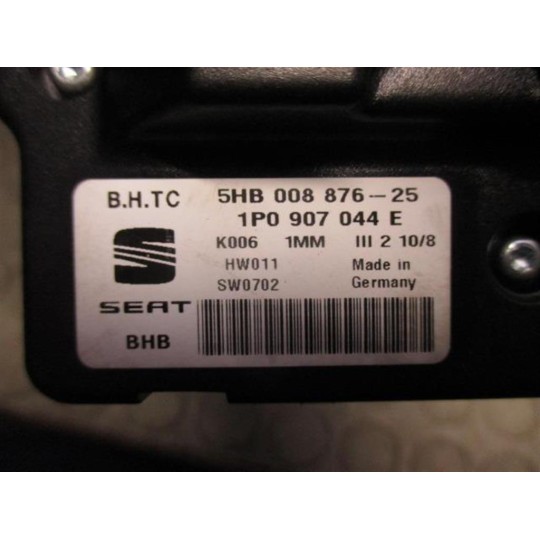 B.H.TC 5HB 008 876-25
1P0 907 044 E
K006 1MM III 2 10/8
HW011 Made in
SW0702 Germany
SEAT
BHB